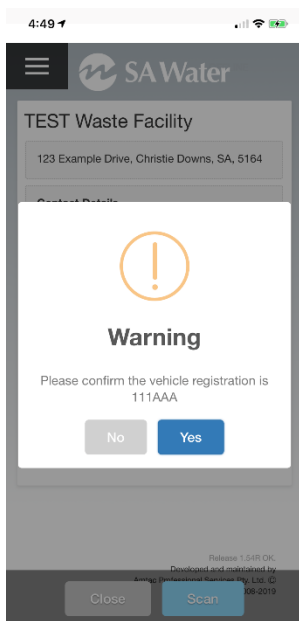 4:49
SA Water
TEST Waste Facility
123 Example Drive, Christie Downs, SA, 5164
Contact Details
Warning
Please confirm the vehicle registration is
111AAA
No Yes
Release 1.54R OK.
Developed and maintained by
Professional Services Pty. Ltd. ©
-2019
Close Scan